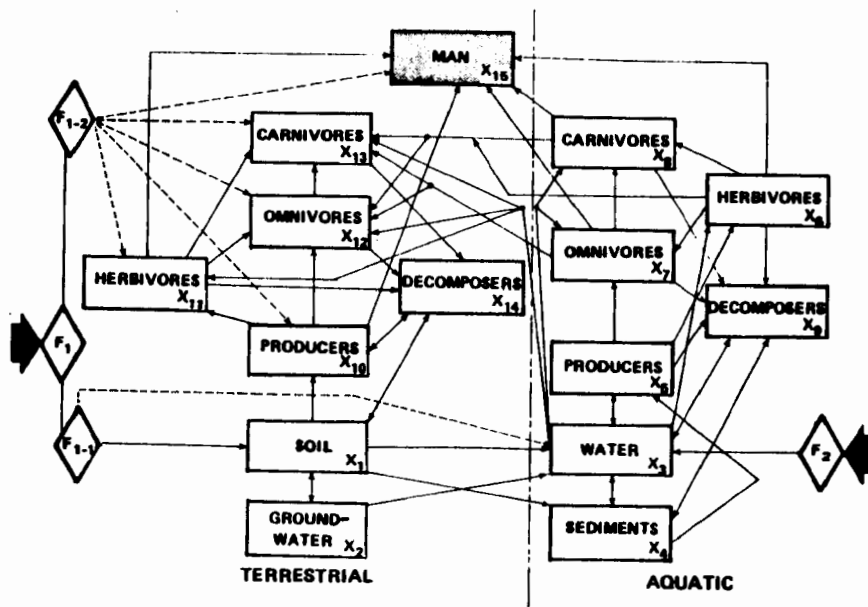 MAN
X15
F1-2
CARNIVORES
X13
CARNIVORES
X8
HERBIVORES
X6
OMNIVORES
X12
OMNIVORES
X7
HERBIVORES
X11
DECOMPOSERS
X14
DECOMPOSERS
X9
F1
PRODUCERS
X10
PRODUCERS
X5
F1-1
SOIL
X1
WATER
X3
F2
GROUND-
WATER
X2
SEDIMENTS
X4
TERRESTRIAL
AQUATIC